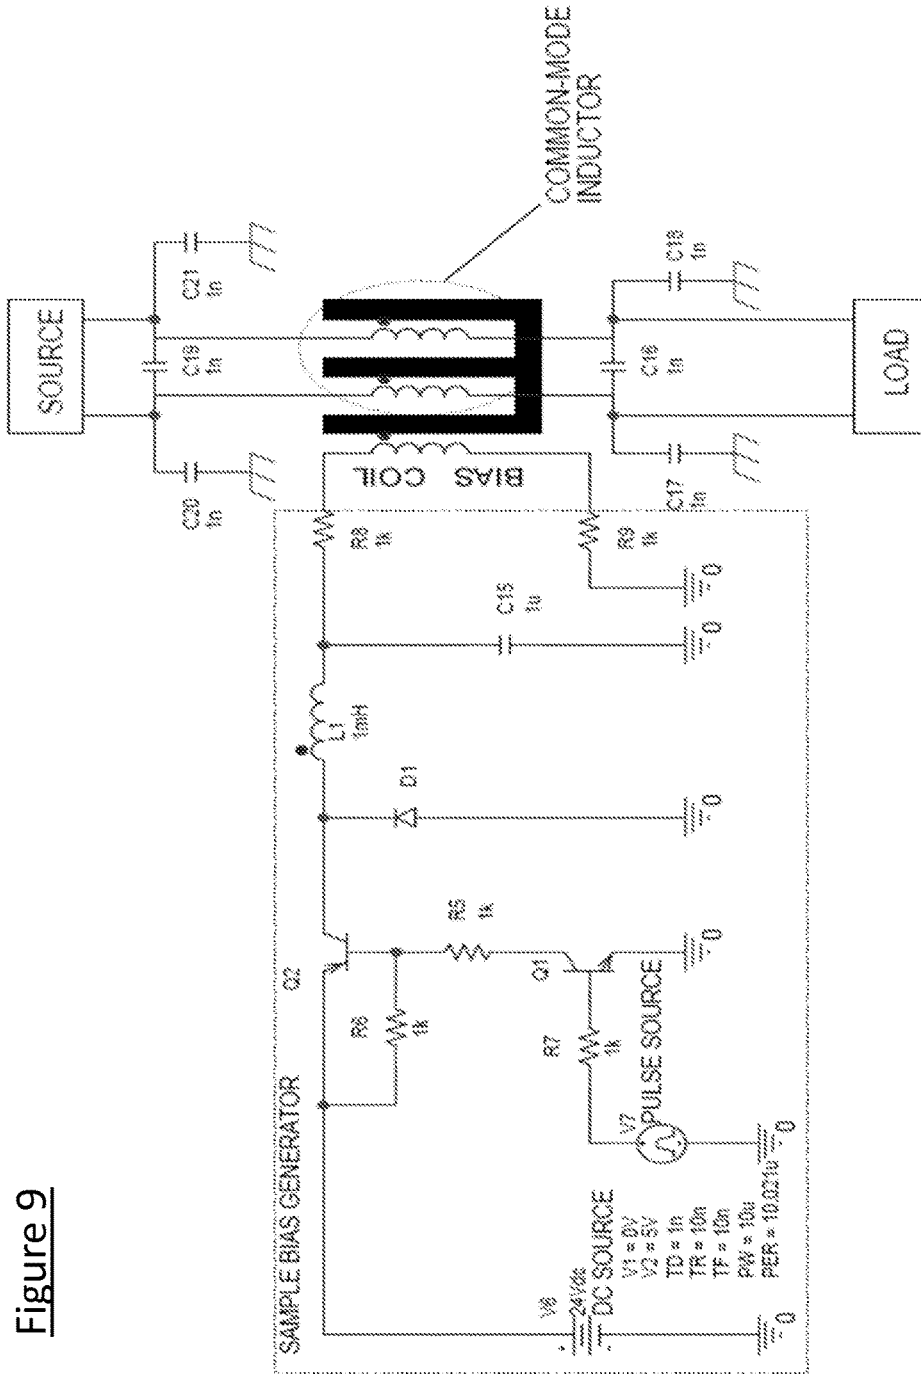 Figure 9
SAMPLE BIAS GENERATOR
V6
24Vdc
DC SOURCE
V1 = 0V
V2 = 5V
TD = 1n
TR = 10n
TF = 10n
PW = 10u
PER = 10.021u
0
V7
PULSE SOURCE
0
R7
1k
Q1
0
R6
1k
R5
1k
Q2
D1
0
L1
1mH
C15
1u
0
R8
1k
R9
1k
0
BIAS COIL
SOURCE
C20
1n
C19
1n
C21
1n
COMMON-MODE
INDUCTOR
C17
1n
C16
1n
C18
1n
LOAD